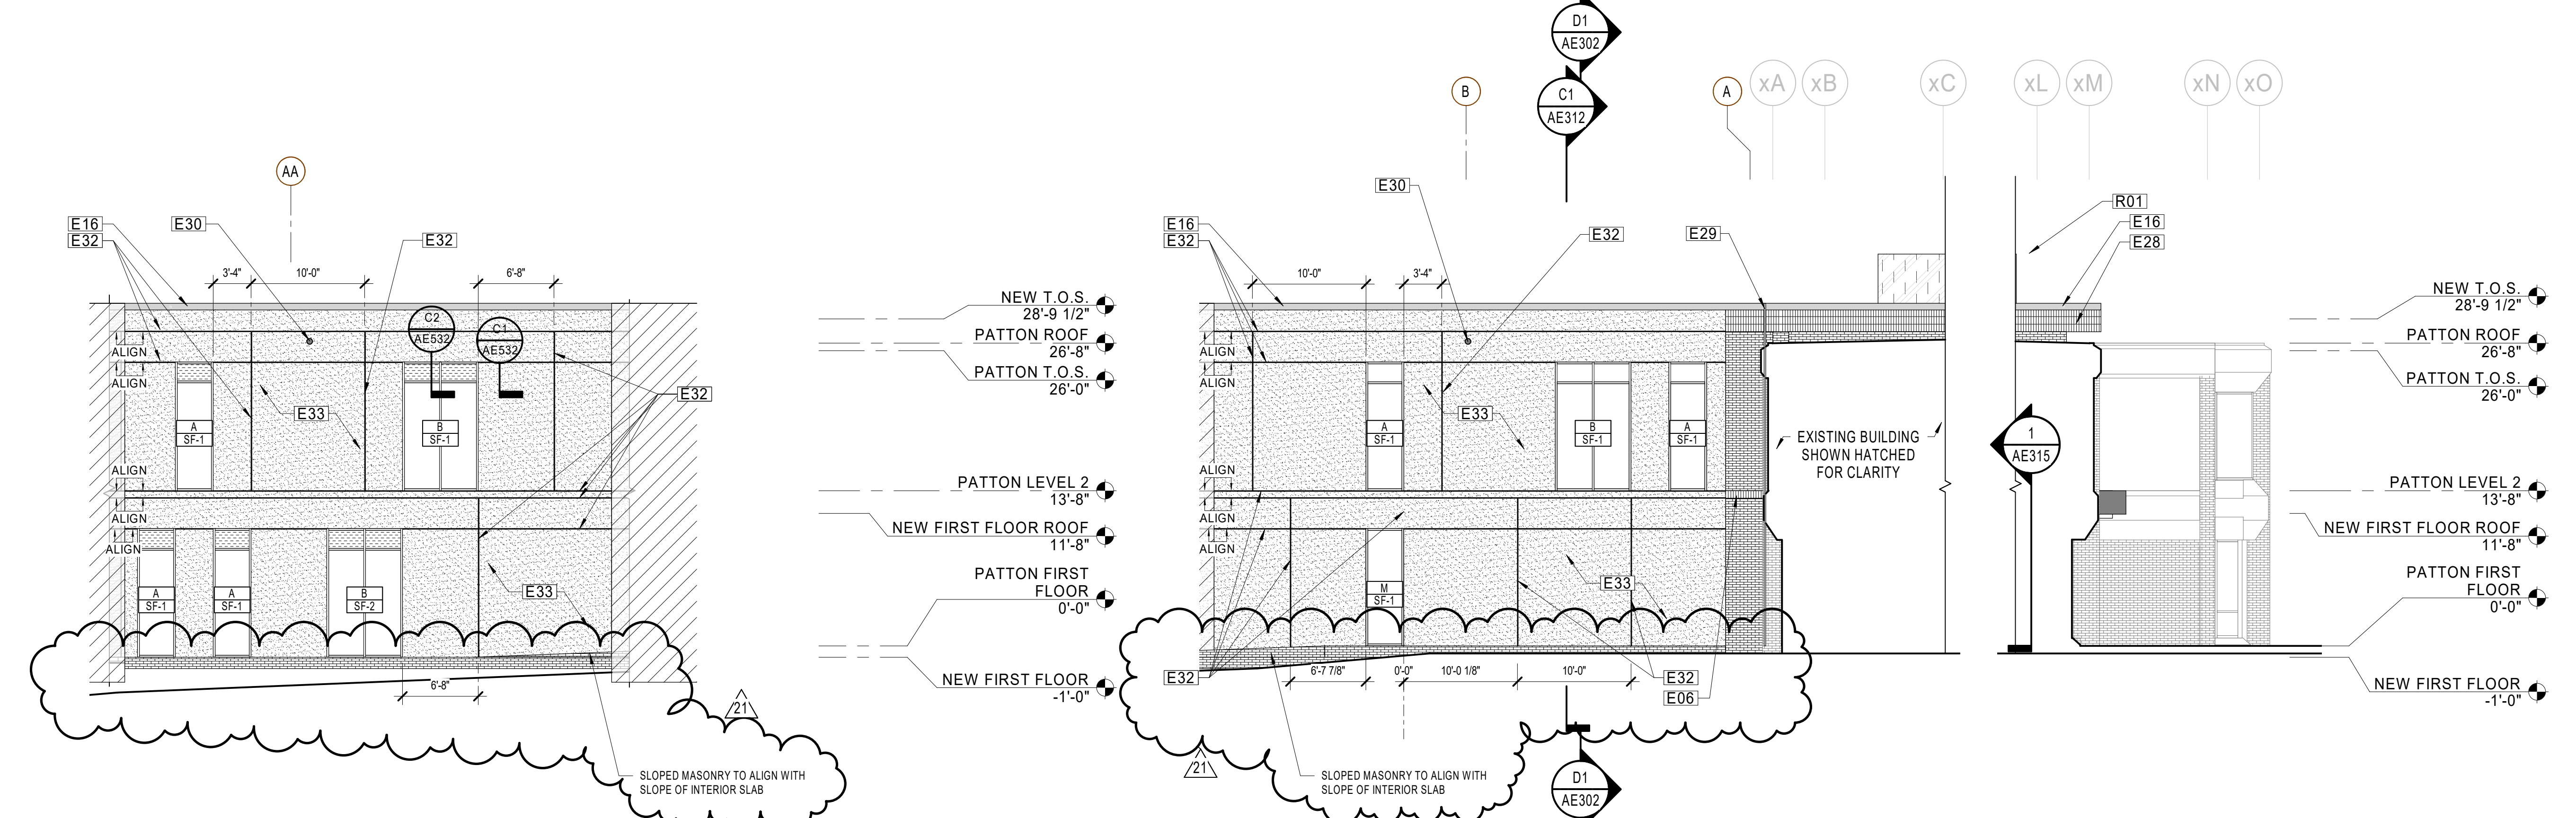 D1
AE302
C1
AE312
B
A
xA
xB
xC
xL
xM
xN
xO
AA
E16
E32
E30
E32
3'-4"
10'-0"
6'-8"
C2
AE532
C1
AE532
ALIGN
ALIGN
E33
E32
A
SF-1
B
SF-1
ALIGN
ALIGN
ALIGN
E33
A
SF-1
A
SF-1
B
SF-2
6'-8"
21
SLOPED MASONRY TO ALIGN WITH
SLOPE OF INTERIOR SLAB
NEW T.O.S.
28'-9 1/2"
PATTON ROOF
26'-8"
PATTON T.O.S.
26'-0"
PATTON LEVEL 2
13'-8"
NEW FIRST FLOOR ROOF
11'-8"
PATTON FIRST
FLOOR
0'-0"
NEW FIRST FLOOR
-1'-0"
E30
E16
E32
E32
E29
10'-0"
3'-4"
ALIGN
ALIGN
E33
A
SF-1
B
SF-1
A
SF-1
EXISTING BUILDING
SHOWN HATCHED
FOR CLARITY
ALIGN
ALIGN
ALIGN
E33
M
SF-1
E32
6'-7 7/8"
0'-0"
10'-0 1/8"
10'-0"
E32
E06
21
SLOPED MASONRY TO ALIGN WITH
SLOPE OF INTERIOR SLAB
D1
AE302
R01
E16
E28
1
AE315
NEW T.O.S.
28'-9 1/2"
PATTON ROOF
26'-8"
PATTON T.O.S.
26'-0"
PATTON LEVEL 2
13'-8"
NEW FIRST FLOOR ROOF
11'-8"
PATTON FIRST
FLOOR
0'-0"
NEW FIRST FLOOR
-1'-0"